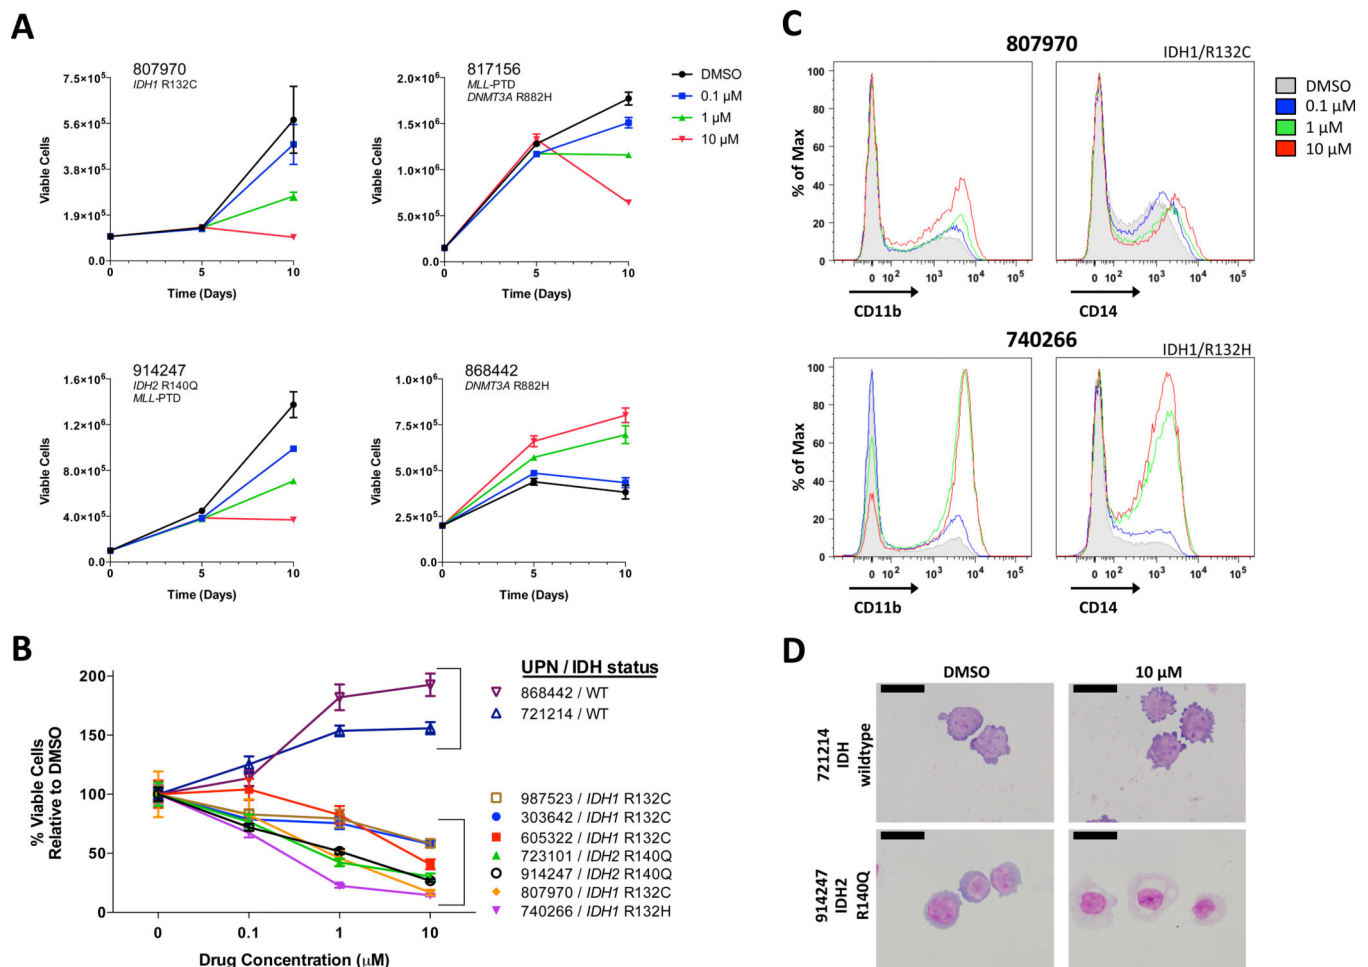 A
807970
IDH1 R132C
7.5×10⁵
5.6×10⁵
3.8×10⁵
1.9×10⁵
0.0
Viable Cells
0 5 10
Time (Days)
817156
MLL-PTD
DNMT3A R882H
2.0×10⁶
1.5×10⁶
1.0×10⁶
5.0×10⁵
0.0
Viable Cells
0 5 10
Time (Days)
DMSO
0.1 µM
1 µM
10 µM
914247
IDH2 R140Q
MLL-PTD
1.6×10⁶
1.2×10⁶
8.0×10⁵
4.0×10⁵
0.0
Viable Cells
0 5 10
Time (Days)
868442
DNMT3A R882H
1.0×10⁶
7.5×10⁵
5.0×10⁵
2.5×10⁵
0.0
Viable Cells
0 5 10
Time (Days)
B
200
150
100
50
0
% Viable Cells
Relative to DMSO
0 0.1 1 10
Drug Concentration (µM)
UPN / IDH status
868442 / WT
721214 / WT
987523 / IDH1 R132C
303642 / IDH1 R132C
605322 / IDH1 R132C
723101 / IDH2 R140Q
914247 / IDH2 R140Q
807970 / IDH1 R132C
740266 / IDH1 R132H
C
807970
IDH1/R132C
100
80
60
40
20
0
% of Max
0 10² 10³ 10⁴ 10⁵
CD11b
0 10² 10³ 10⁴ 10⁵
CD14
DMSO
0.1 µM
1 µM
10 µM
740266
IDH1/R132H
100
80
60
40
20
0
% of Max
0 10² 10³ 10⁴ 10⁵
CD11b
0 10² 10³ 10⁴ 10⁵
CD14
D
DMSO
10 µM
721214
IDH
wildtype
914247
IDH2
R140Q